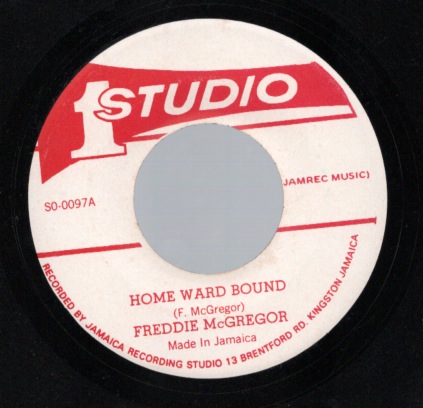 1 STUDIO
JAMREC MUSIC)
SO-0097A
HOME WARD BOUND
(F. McGregor)
FREDDIE McGREGOR
Made In Jamaica
RECORDED BY JAMAICA RECORDING STUDIO 13 BRENTFORD RD. KINGSTON JAMAICA